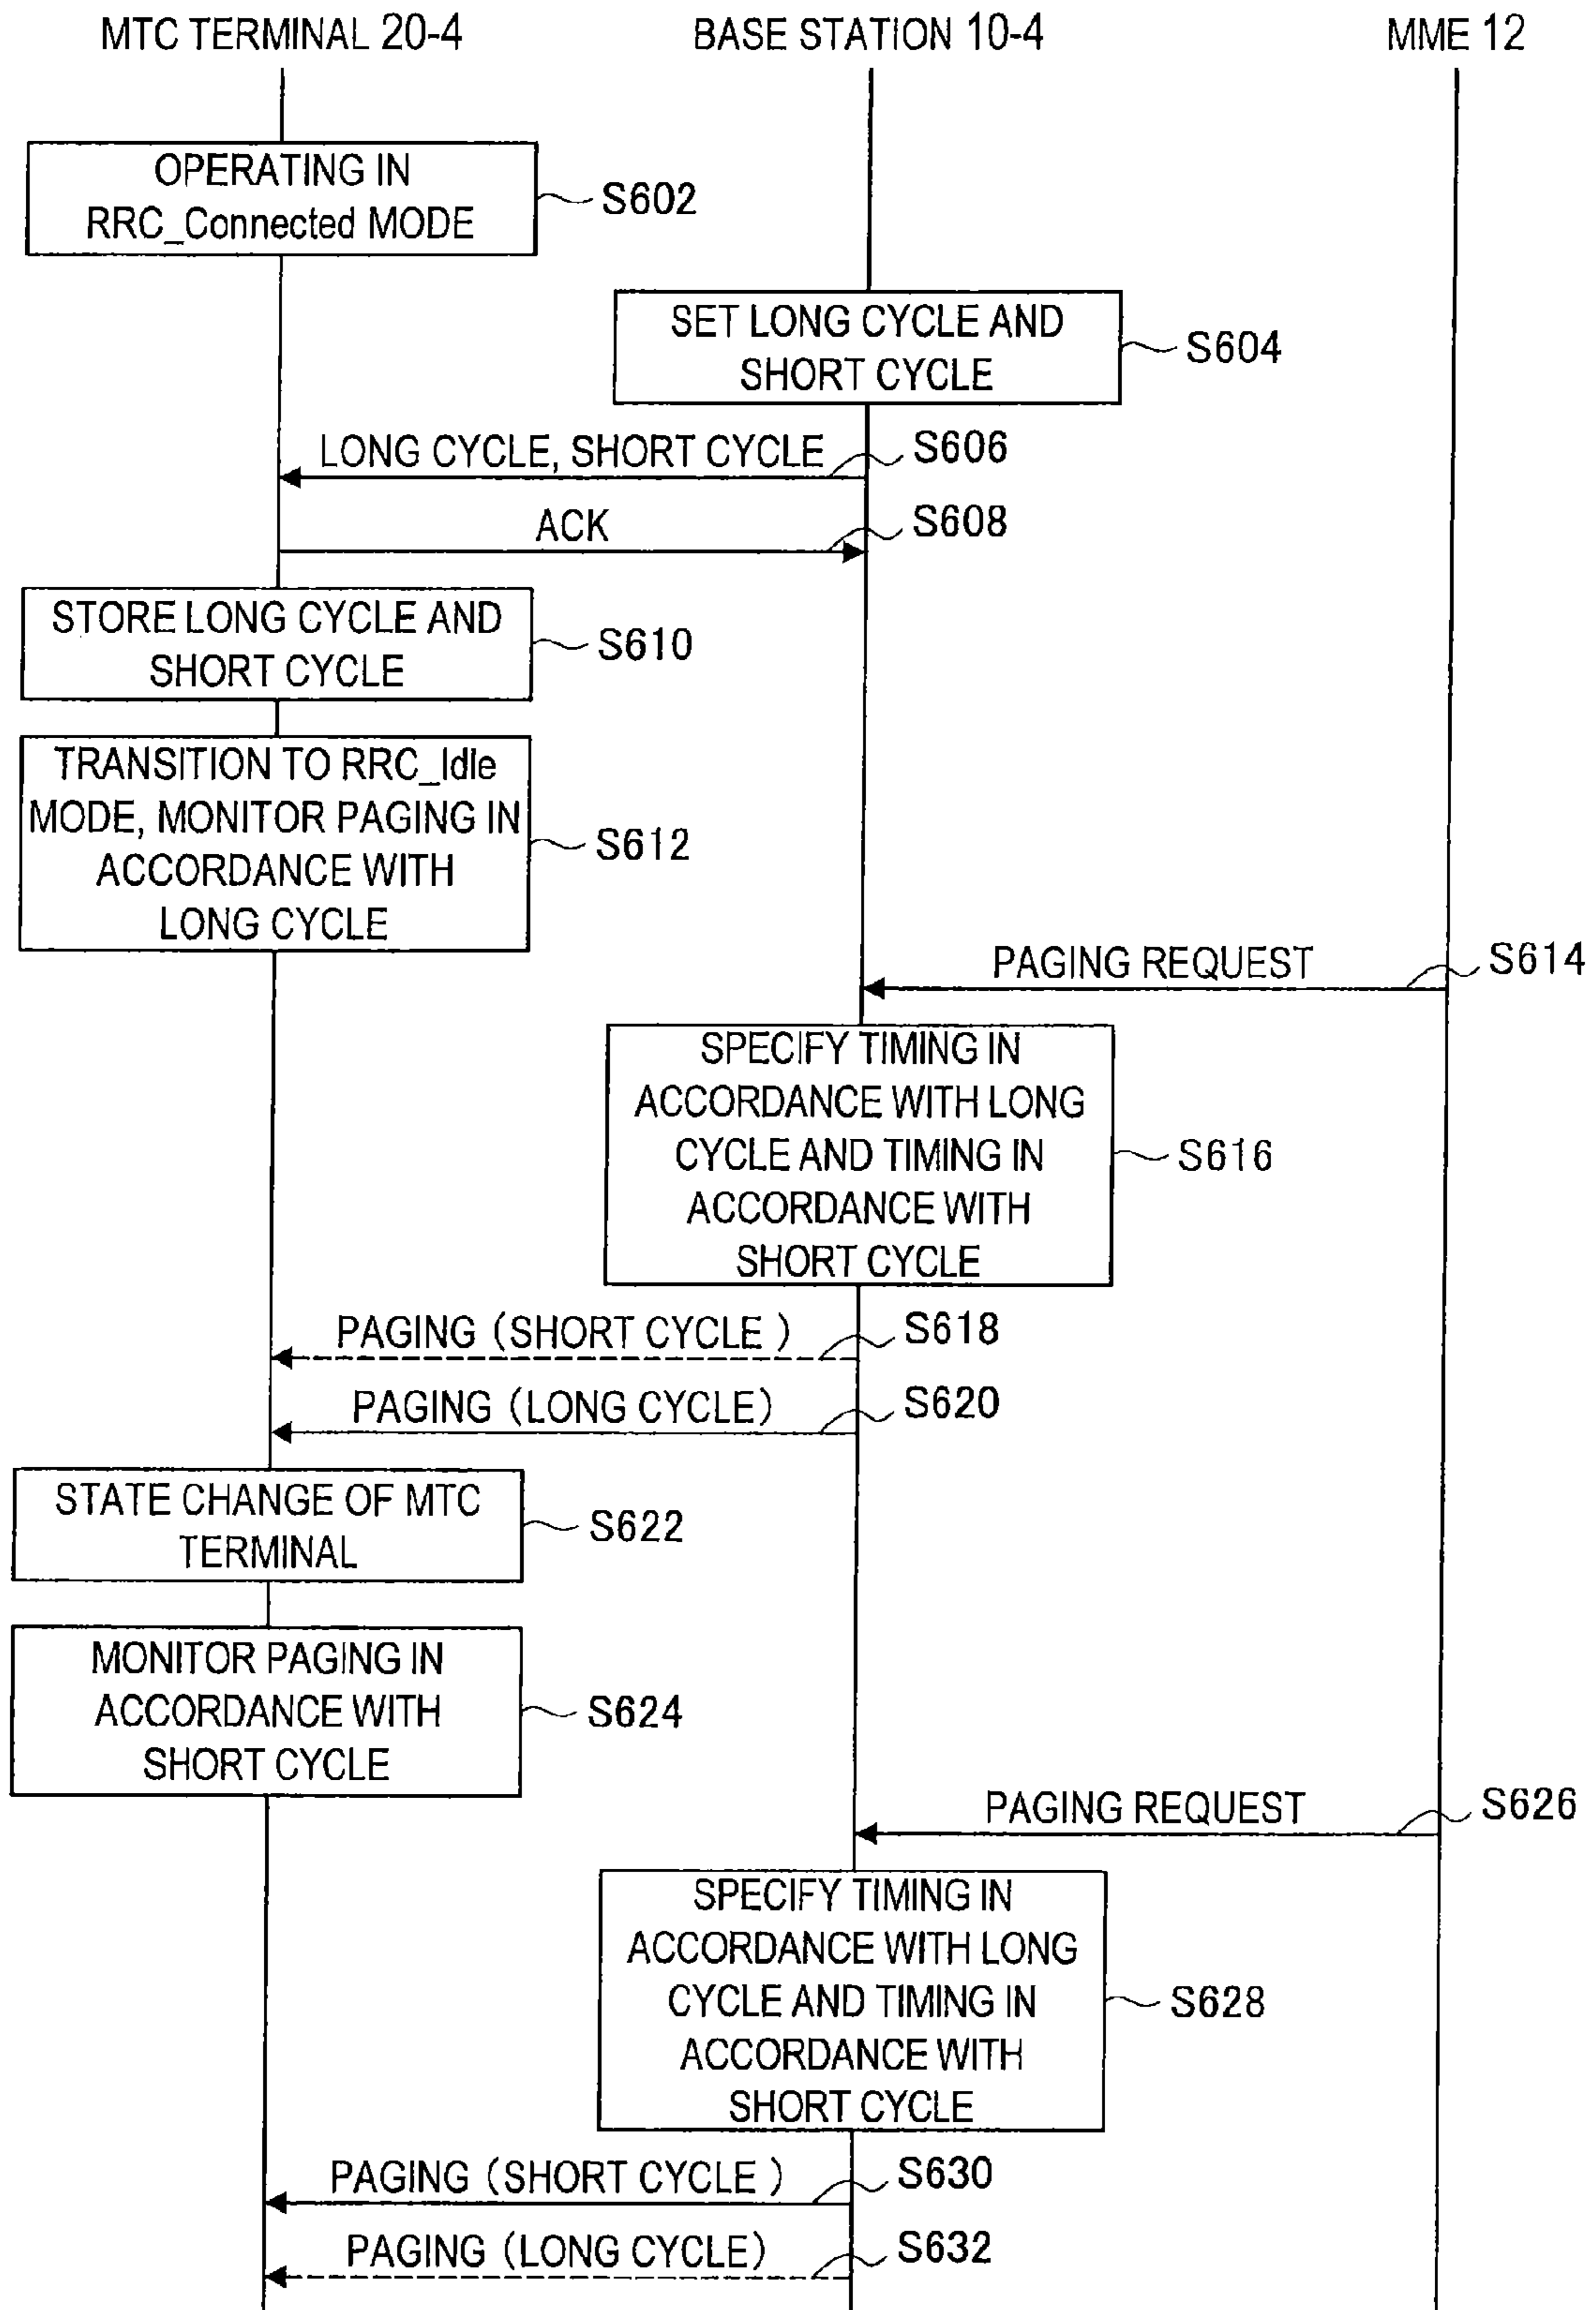 MTC TERMINAL 20-4
BASE STATION 10-4
MME 12
OPERATING IN
RRC_Connected MODE
S602
SET LONG CYCLE AND
SHORT CYCLE
S604
LONG CYCLE, SHORT CYCLE
S606
ACK
S608
STORE LONG CYCLE AND
SHORT CYCLE
S610
TRANSITION TO RRC_Idle
MODE, MONITOR PAGING IN
ACCORDANCE WITH
LONG CYCLE
S612
PAGING REQUEST
S614
SPECIFY TIMING IN
ACCORDANCE WITH LONG
CYCLE AND TIMING IN
ACCORDANCE WITH
SHORT CYCLE
S616
PAGING (SHORT CYCLE )
S618
PAGING (LONG CYCLE)
S620
STATE CHANGE OF MTC
TERMINAL
S622
MONITOR PAGING IN
ACCORDANCE WITH
SHORT CYCLE
S624
PAGING REQUEST
S626
SPECIFY TIMING IN
ACCORDANCE WITH LONG
CYCLE AND TIMING IN
ACCORDANCE WITH
SHORT CYCLE
S628
PAGING (SHORT CYCLE )
S630
PAGING (LONG CYCLE)
S632